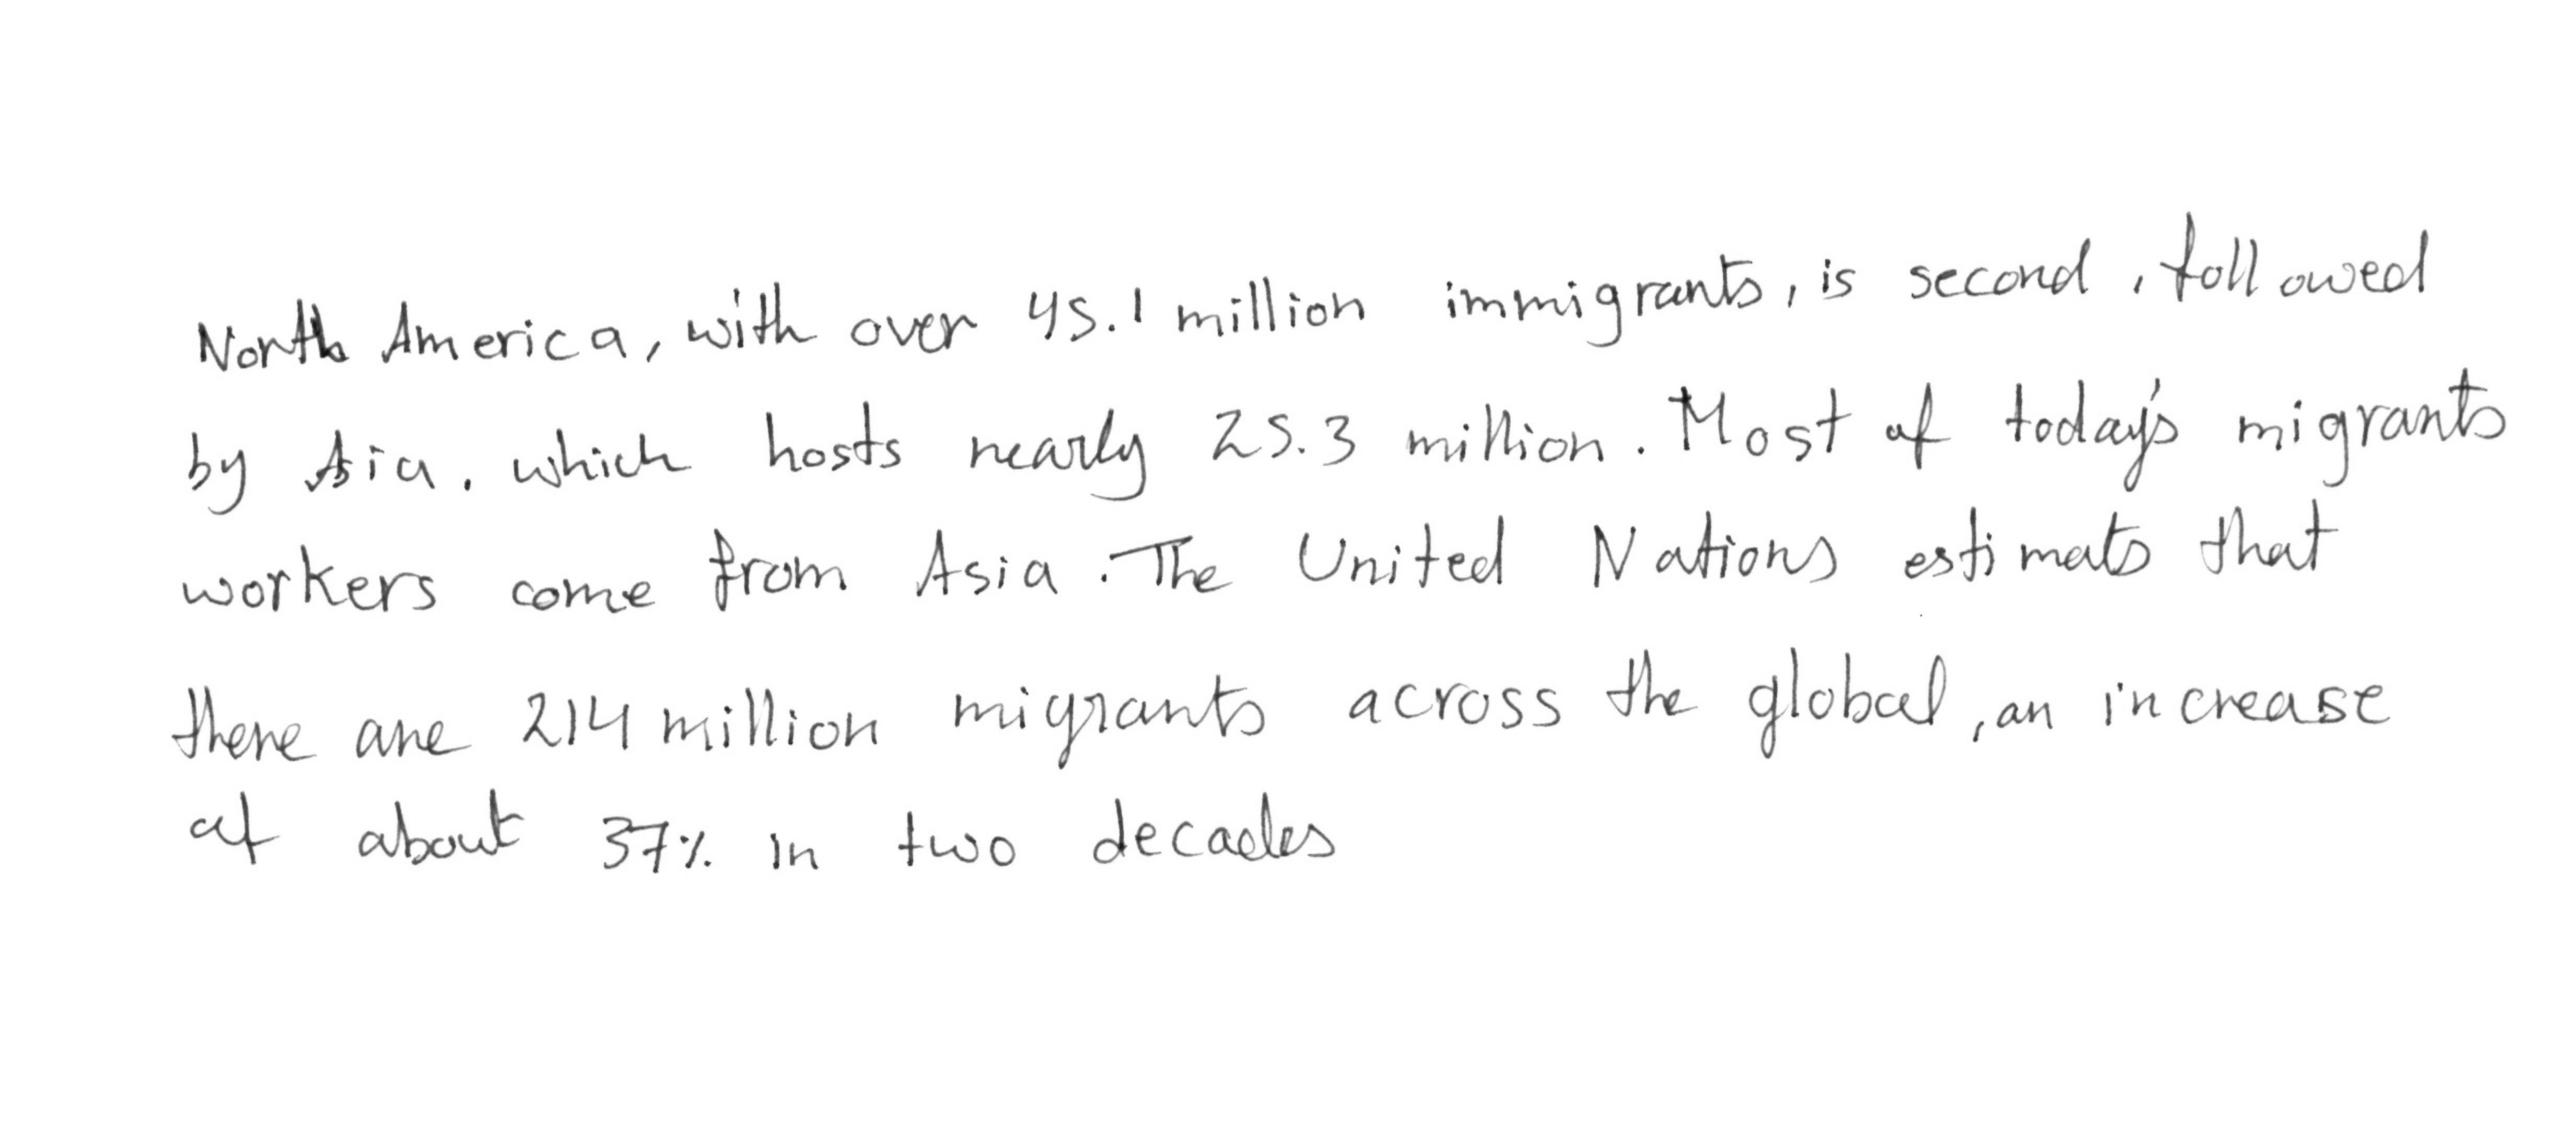 North America, with over 45.1 million immigrants, is second, followed
by Asia. which hosts nearly 25.3 million. Most of today's migrants
workers come from Asia. The United Nations estimats that
there are 214 million migrants across the global, an increase
of about 37% in two decades